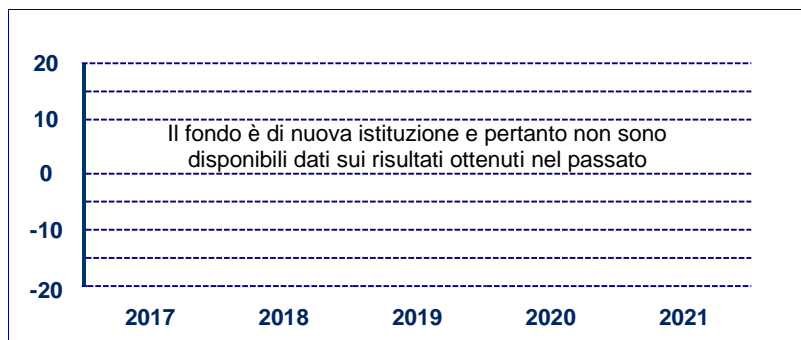 20
10
Il fondo è di nuova istituzione e pertanto non sono
disponibili dati sui risultati ottenuti nel passato
0
-10
-20
2017 2018 2019 2020 2021